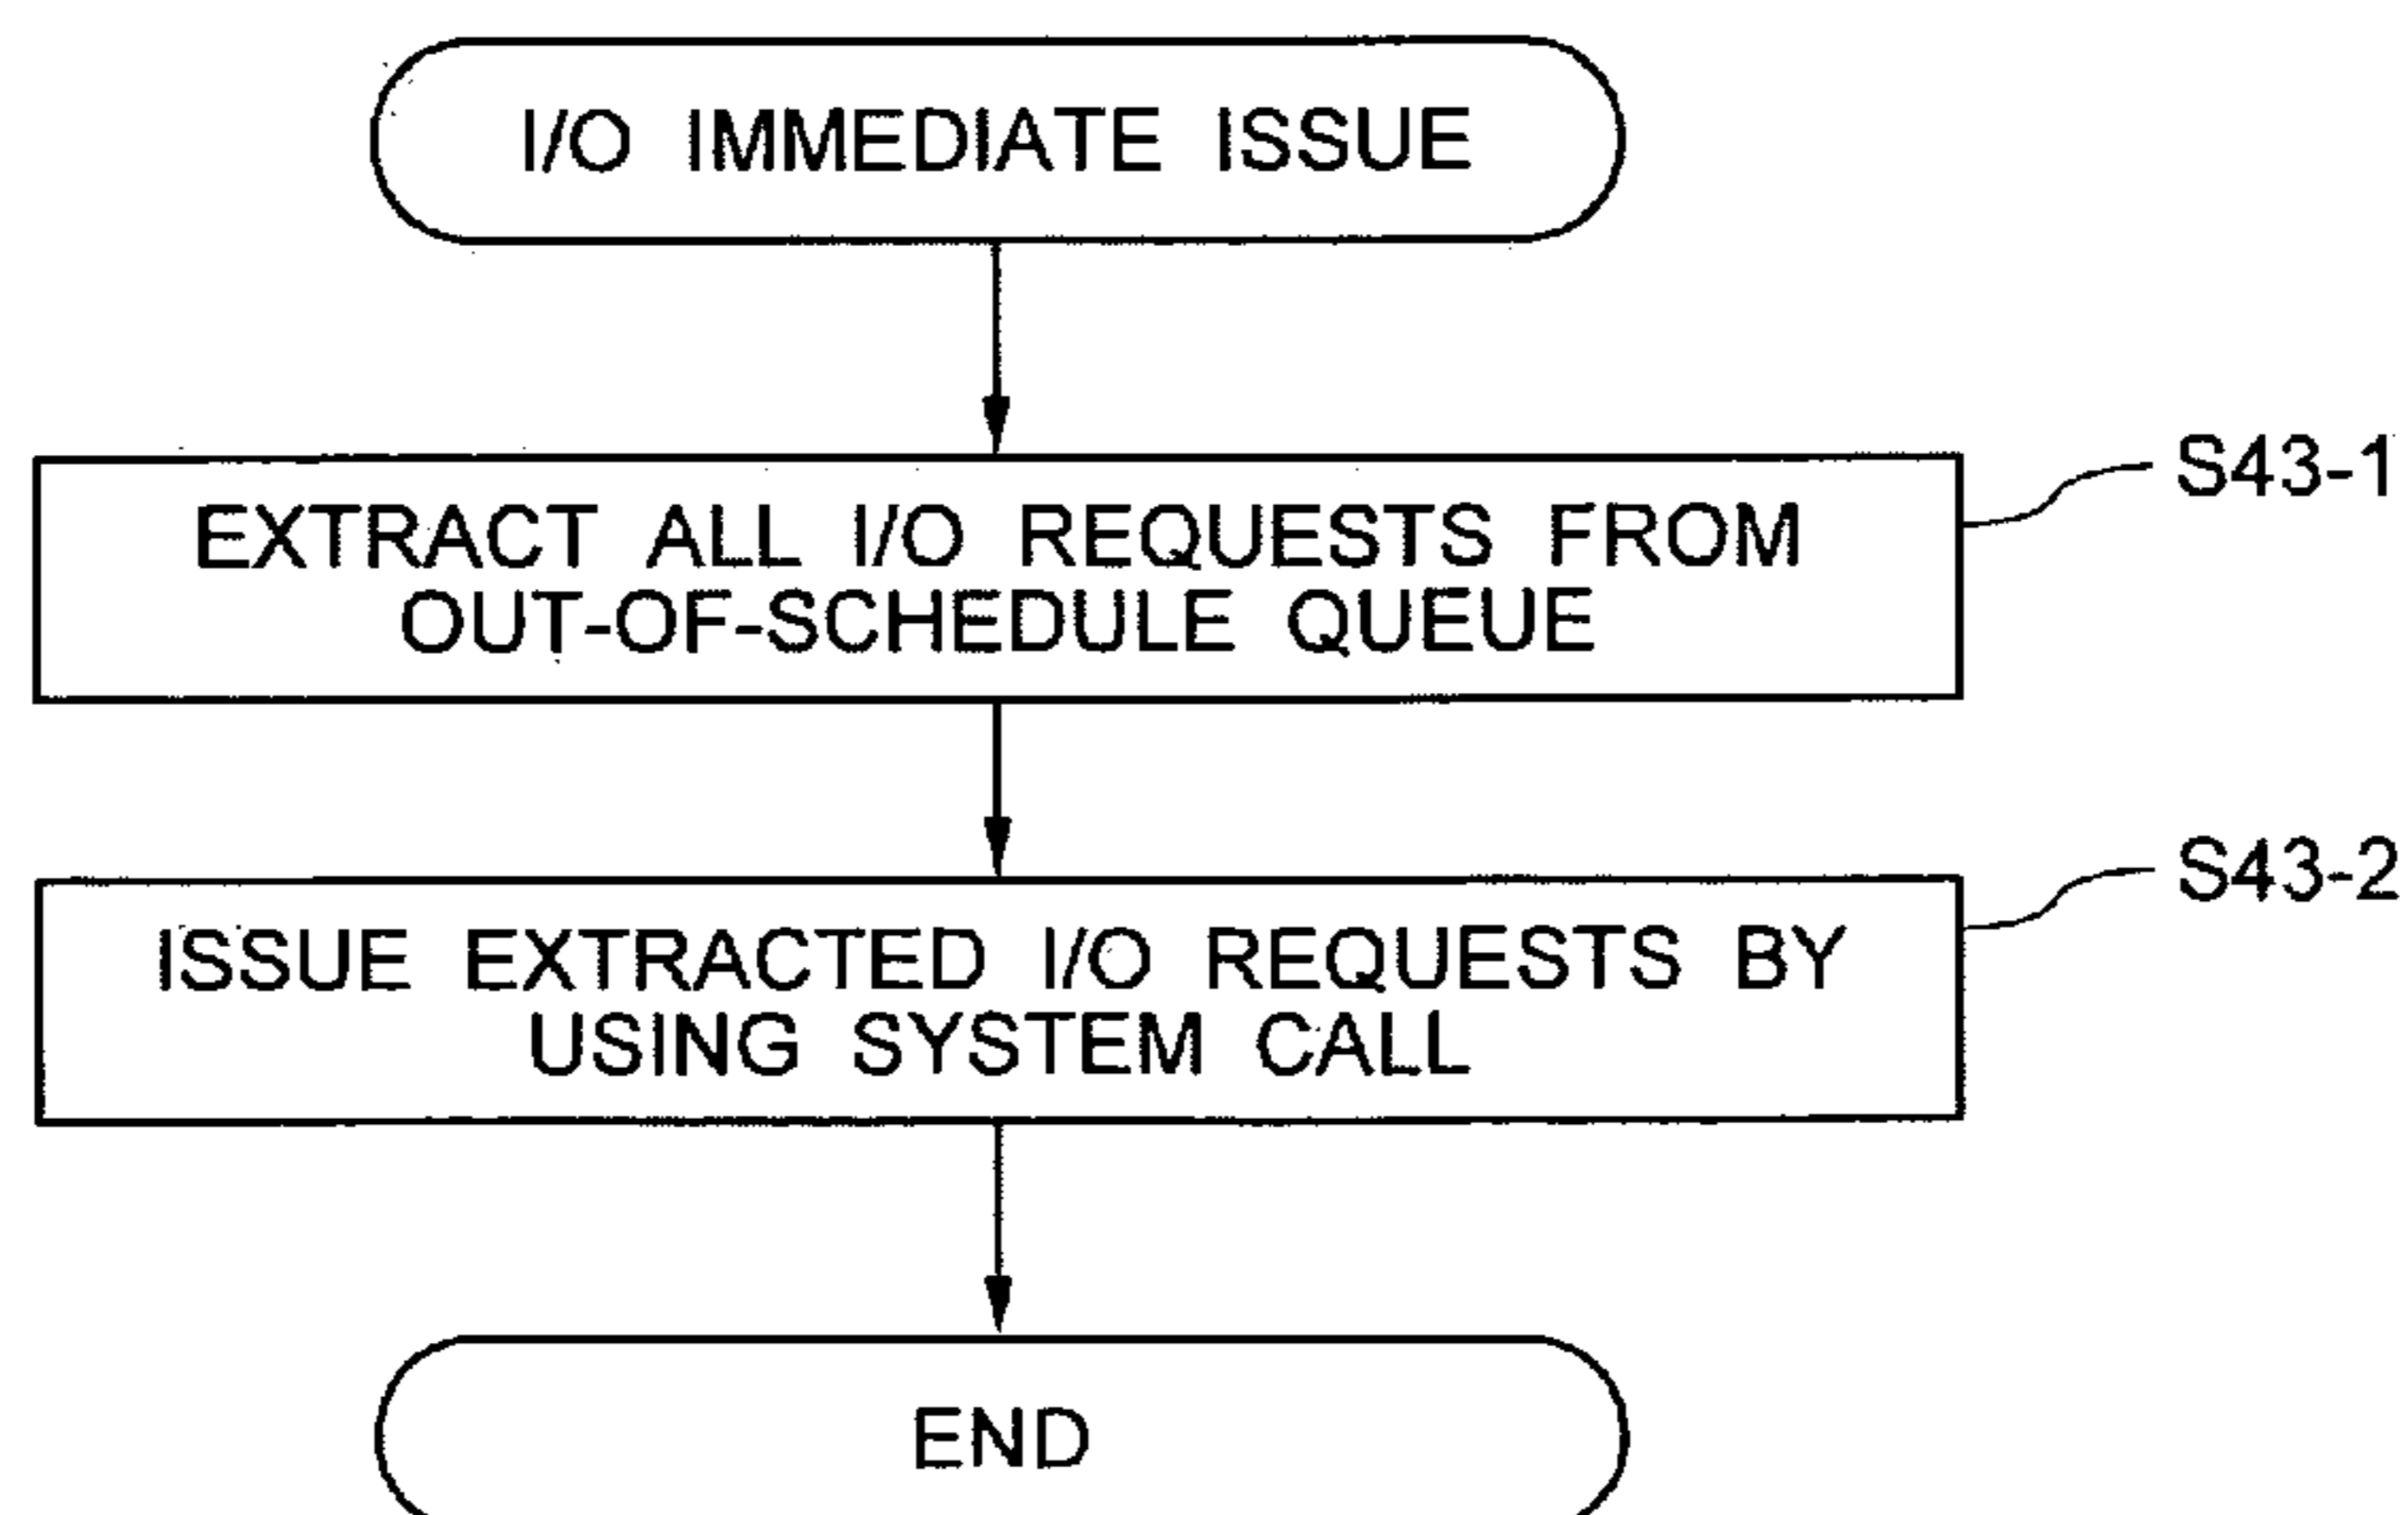 I/O IMMEDIATE ISSUE
S43-1
EXTRACT ALL I/O REQUESTS FROM
OUT-OF-SCHEDULE QUEUE
S43-2
ISSUE EXTRACTED I/O REQUESTS BY
USING SYSTEM CALL
END